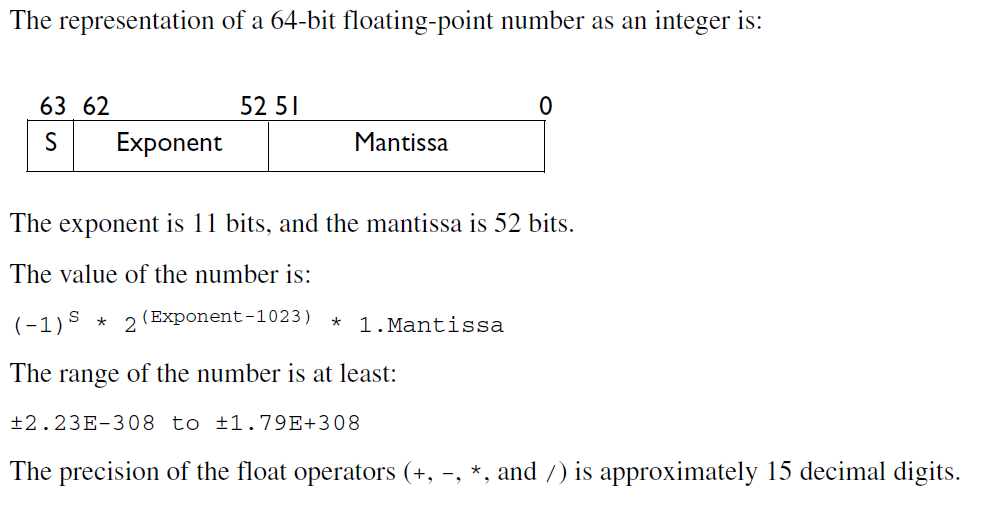 The representation of a 64-bit floating-point number as an integer is:
63 62 52 51 0
S Exponent Mantissa
The exponent is 11 bits, and the mantissa is 52 bits.
The value of the number is:
(-1)^S * 2^(Exponent-1023) * 1.Mantissa
The range of the number is at least:
±2.23E-308 to ±1.79E+308
The precision of the float operators (+, -, *, and /) is approximately 15 decimal digits.